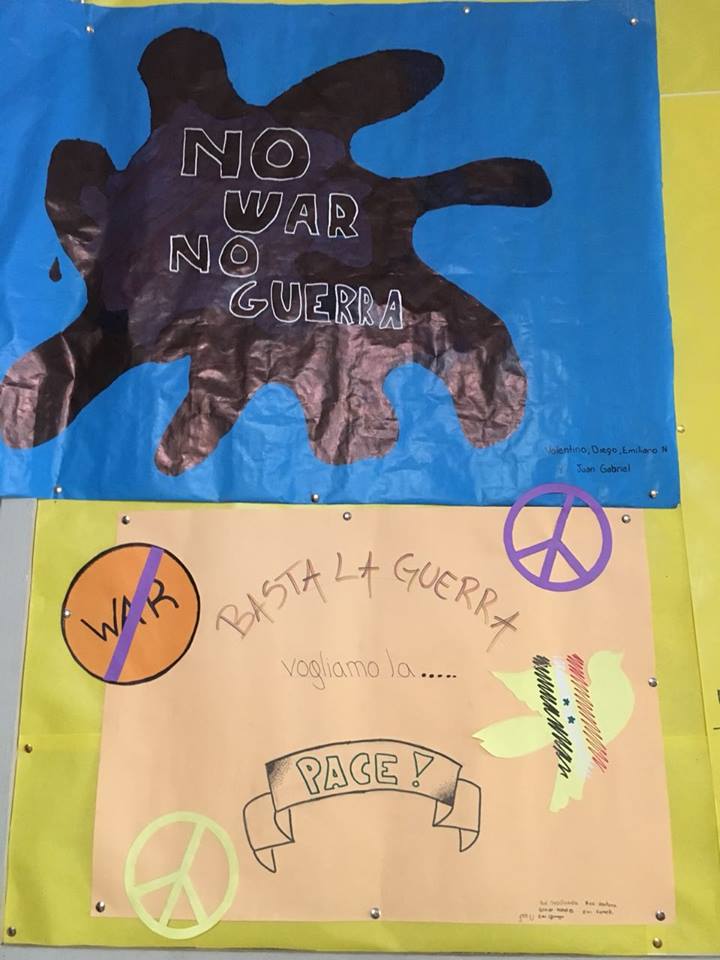 NO
WAR
NO
GUERRA
Valentino, Diego, Emiliano N
Y Juan Gabriel
WAR
BASTA LA GUERRA
vogliamo la.....
PACE!